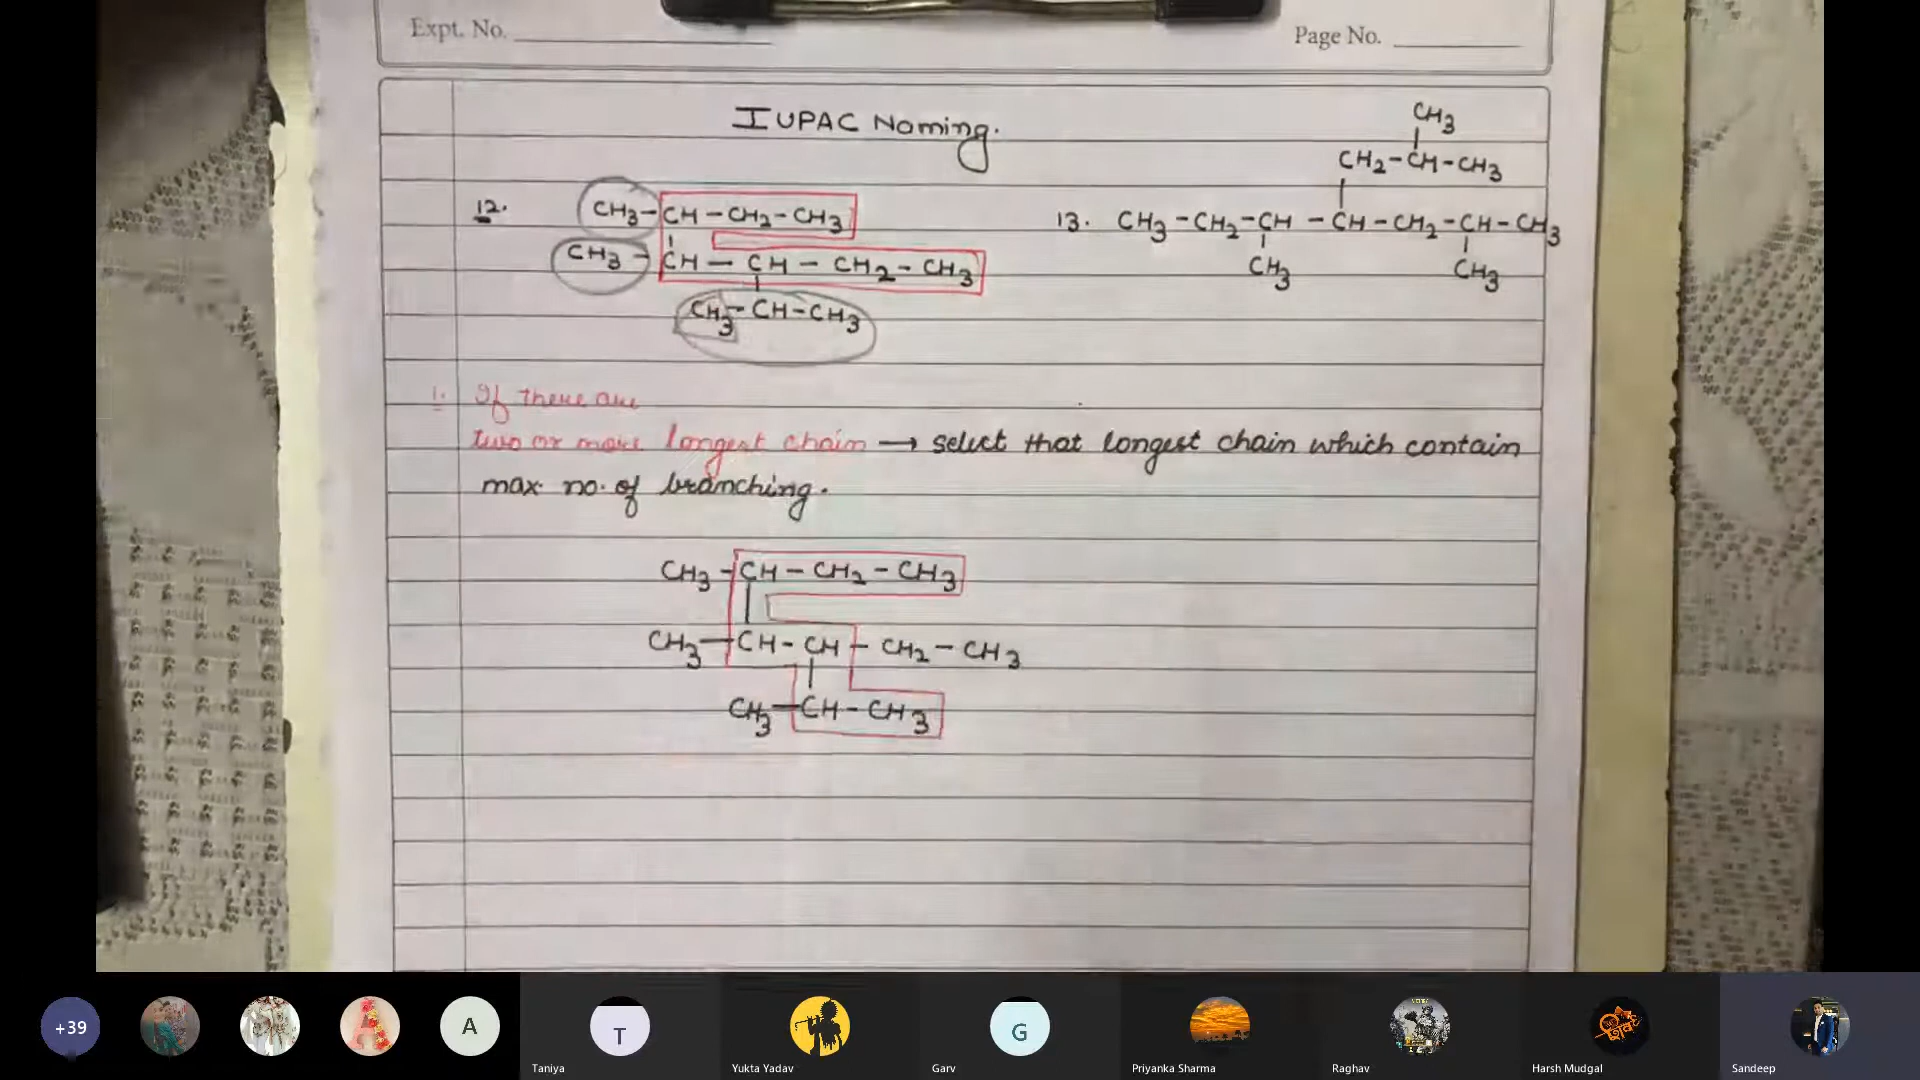 Expt. No.
Page No.
IUPAC Naming.
CH3
CH2-CH-CH3
12. CH3-CH-CH2-CH3
13. CH3-CH2-CH-CH-CH2-CH-CH3
CH3-CH-CH-CH2-CH3
CH3 CH3
CH3-CH-CH3
1. If there are
two or more longest chain → select that longest chain which contain
max. no. of branching.
CH3-CH-CH2-CH3
CH3-CH-CH-CH2-CH3
CH3-CH-CH3
+39
A
A
T
G
Taniya
Yukta Yadav
Garv
Priyanka Sharma
Raghav
Harsh Mudgal
Sandeep